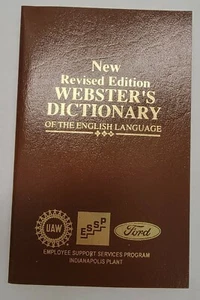 New
Revised Edition
WEBSTER'S
DICTIONARY
OF THE ENGLISH LANGUAGE
UAW
ESSP
Ford
EMPLOYEE SUPPORT SERVICES PROGRAM
INDIANAPOLIS PLANT